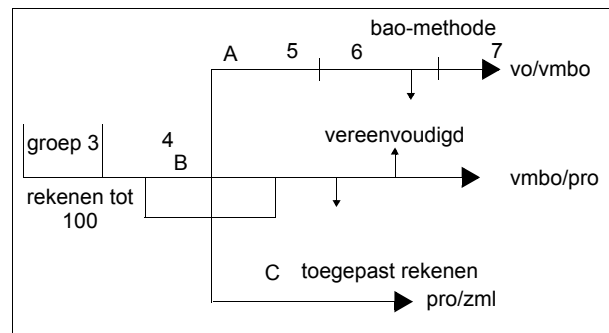 bao-methode
A 5 6 7
vo/vmbo
groep 3 4 vereenvoudigd
B
vmbo/pro
rekenen tot
100
C toegepast rekenen
pro/zml